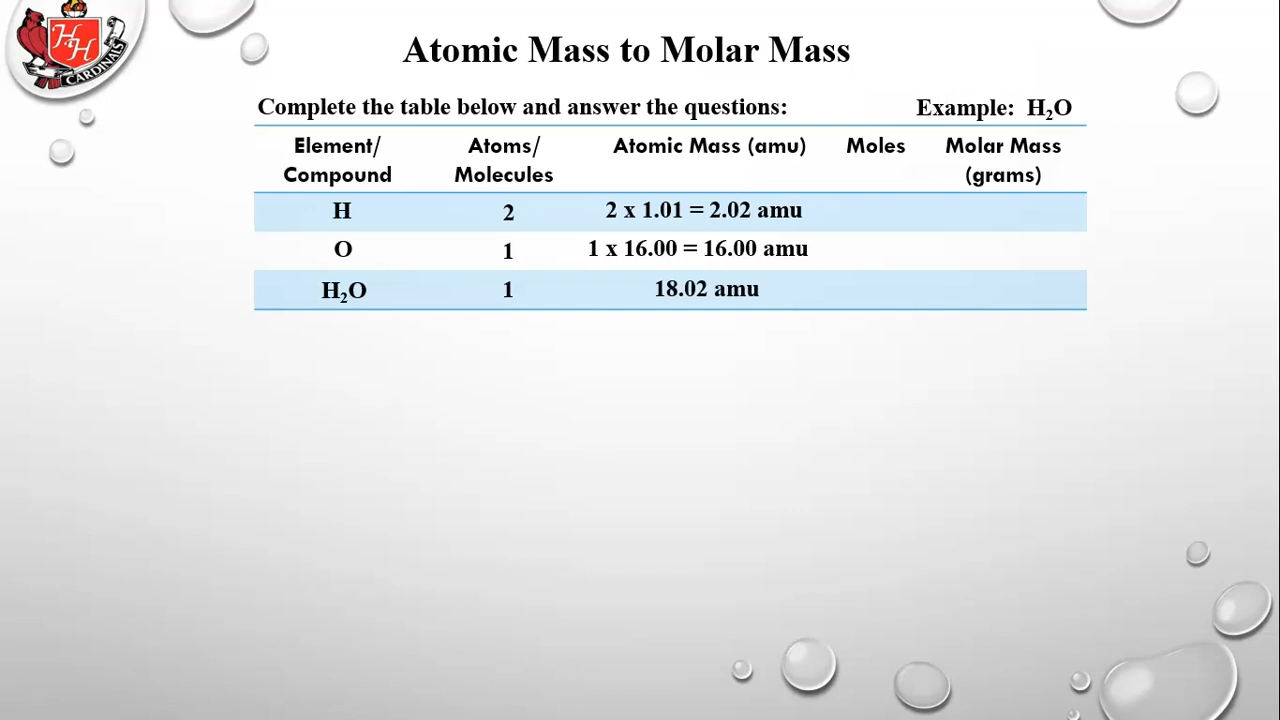 H
H
CARDINALS
Atomic Mass to Molar Mass
Complete the table below and answer the questions: Example: H₂O
Element/ Atoms/ Atomic Mass (amu) Moles Molar Mass
Compound Molecules (grams)
H 2 2 x 1.01 = 2.02 amu
O 1 1 x 16.00 = 16.00 amu
H₂O 1 18.02 amu